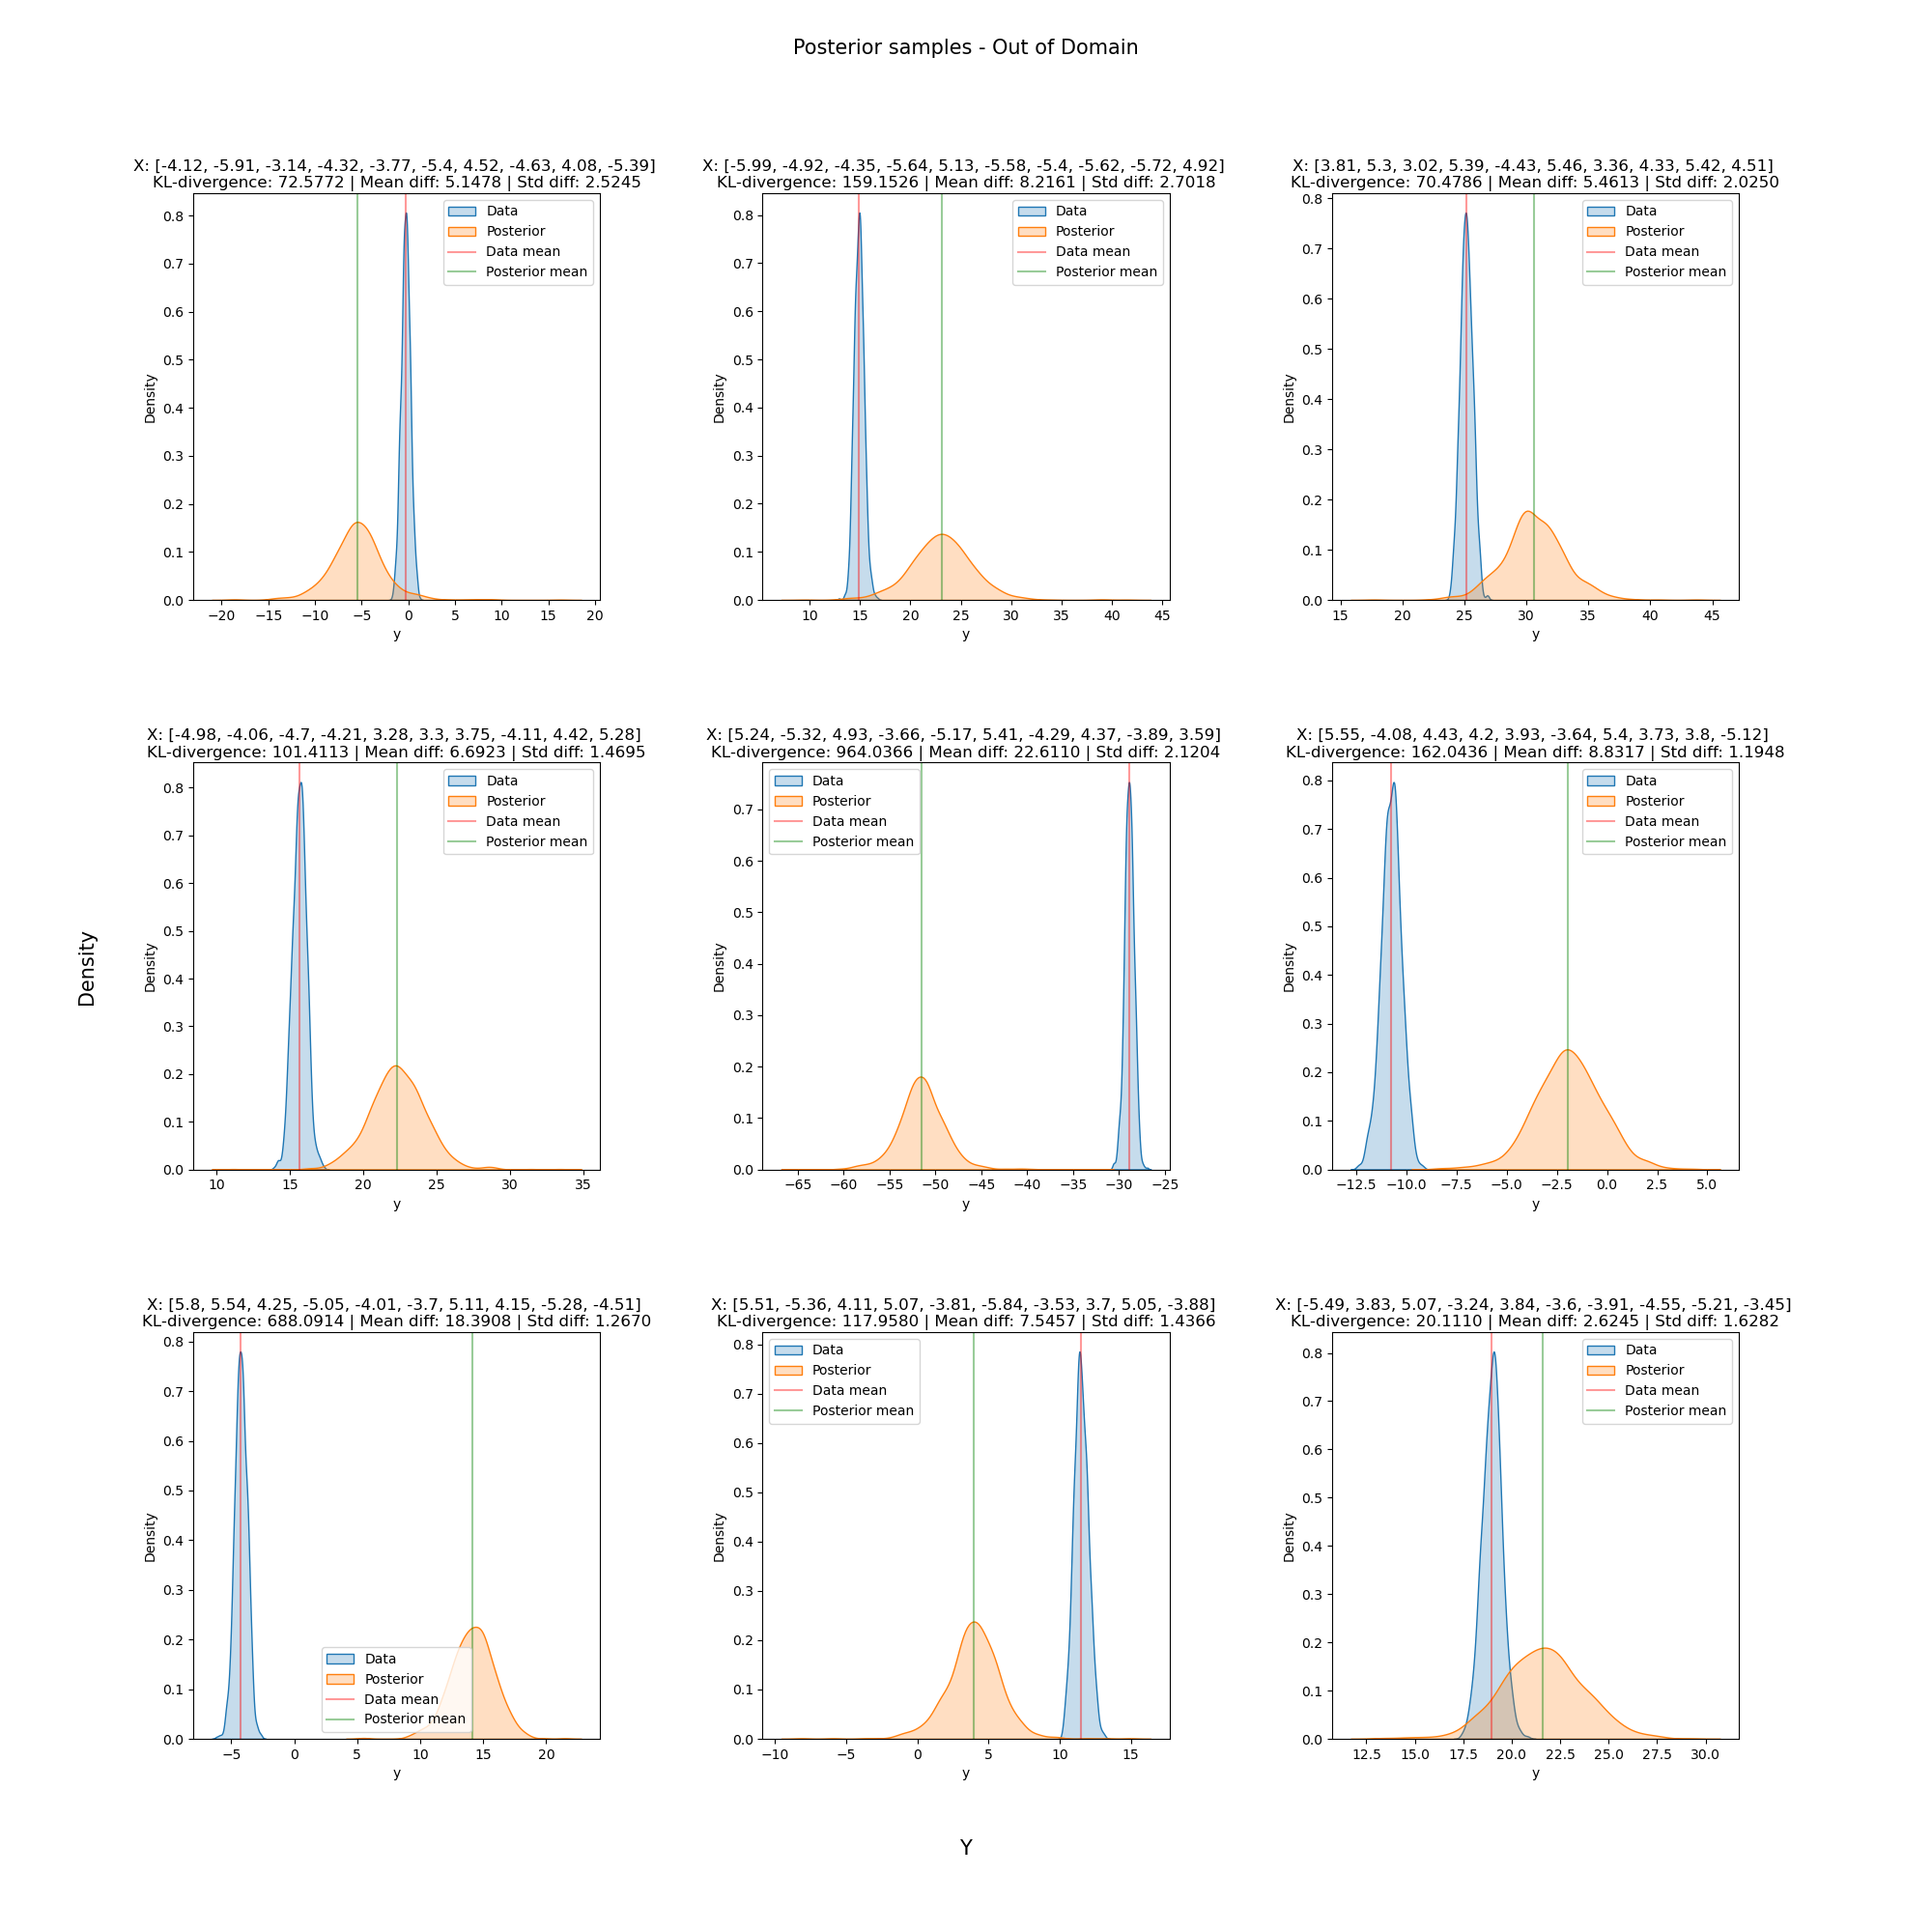 Posterior samples - Out of Domain
X: [-4.12, -5.91, -3.14, -4.32, -3.77, -5.4, 4.52, -4.63, 4.08, -5.39]
KL-divergence: 72.5772 | Mean diff: 5.1478 | Std diff: 2.5245
0.8
0.7
0.6
0.5
0.4
0.3
0.2
0.1
0.0
Density
Data
Posterior
Data mean
Posterior mean
−20 −15 −10 −5 0 5 10 15 20
y
X: [-5.99, -4.92, -4.35, -5.64, 5.13, -5.58, -5.4, -5.62, -5.72, 4.92]
KL-divergence: 159.1526 | Mean diff: 8.2161 | Std diff: 2.7018
0.8
0.7
0.6
0.5
0.4
0.3
0.2
0.1
0.0
Density
Data
Posterior
Data mean
Posterior mean
10 15 20 25 30 35 40 45
y
X: [3.81, 5.3, 3.02, 5.39, -4.43, 5.46, 3.36, 4.33, 5.42, 4.51]
KL-divergence: 70.4786 | Mean diff: 5.4613 | Std diff: 2.0250
0.8
0.7
0.6
0.5
0.4
0.3
0.2
0.1
0.0
Density
Data
Posterior
Data mean
Posterior mean
15 20 25 30 35 40 45
y
Density
X: [-4.98, -4.06, -4.7, -4.21, 3.28, 3.3, 3.75, -4.11, 4.42, 5.28]
KL-divergence: 101.4113 | Mean diff: 6.6923 | Std diff: 1.4695
0.8
0.7
0.6
0.5
0.4
0.3
0.2
0.1
0.0
Density
Data
Posterior
Data mean
Posterior mean
10 15 20 25 30 35
y
X: [5.24, -5.32, 4.93, -3.66, -5.17, 5.41, -4.29, 4.37, -3.89, 3.59]
KL-divergence: 964.0366 | Mean diff: 22.6110 | Std diff: 2.1204
0.7
0.6
0.5
0.4
0.3
0.2
0.1
0.0
Density
Data
Posterior
Data mean
Posterior mean
−65 −60 −55 −50 −45 −40 −35 −30 −25
y
X: [5.55, -4.08, 4.43, 4.2, 3.93, -3.64, 5.4, 3.73, 3.8, -5.12]
KL-divergence: 162.0436 | Mean diff: 8.8317 | Std diff: 1.1948
0.8
0.7
0.6
0.5
0.4
0.3
0.2
0.1
0.0
Density
Data
Posterior
Data mean
Posterior mean
−12.5 −10.0 −7.5 −5.0 −2.5 0.0 2.5 5.0
y
X: [5.8, 5.54, 4.25, -5.05, -4.01, -3.7, 5.11, 4.15, -5.28, -4.51]
KL-divergence: 688.0914 | Mean diff: 18.3908 | Std diff: 1.2670
0.8
0.7
0.6
0.5
0.4
0.3
0.2
0.1
0.0
Density
Data
Posterior
Data mean
Posterior mean
−5 0 5 10 15 20
y
X: [5.51, -5.36, 4.11, 5.07, -3.81, -5.84, -3.53, 3.7, 5.05, -3.88]
KL-divergence: 117.9580 | Mean diff: 7.5457 | Std diff: 1.4366
0.8
0.7
0.6
0.5
0.4
0.3
0.2
0.1
0.0
Density
Data
Posterior
Data mean
Posterior mean
−10 −5 0 5 10 15
y
X: [-5.49, 3.83, 5.07, -3.24, 3.84, -3.6, -3.91, -4.55, -5.21, -3.45]
KL-divergence: 20.1110 | Mean diff: 2.6245 | Std diff: 1.6282
0.8
0.7
0.6
0.5
0.4
0.3
0.2
0.1
0.0
Density
Data
Posterior
Data mean
Posterior mean
12.5 15.0 17.5 20.0 22.5 25.0 27.5 30.0
y
Y